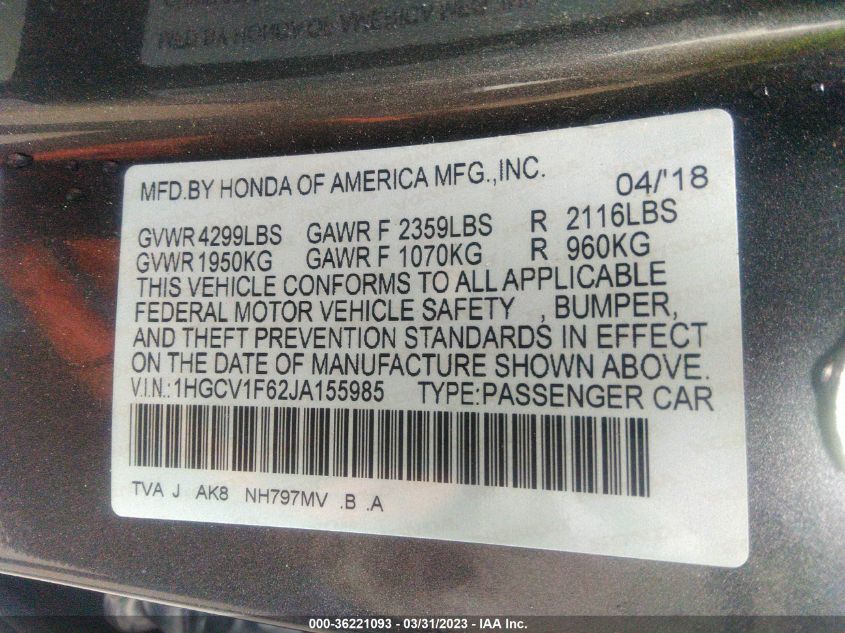 MFD.BY HONDA OF AMERICA MFG.,INC. 04/'18
GVWR 4299LBS GAWR F 2359LBS R 2116LBS
GVWR 1950KG GAWR F 1070KG R 960KG
THIS VEHICLE CONFORMS TO ALL APPLICABLE
FEDERAL MOTOR VEHICLE SAFETY , BUMPER,
AND THEFT PREVENTION STANDARDS IN EFFECT
ON THE DATE OF MANUFACTURE SHOWN ABOVE.
V.I.N.:1HGCV1F62JA155985 TYPE:PASSENGER CAR
TVA J AK8 NH797MV .B .A
000-36221093 — 03/31/2023 — IAA Inc.